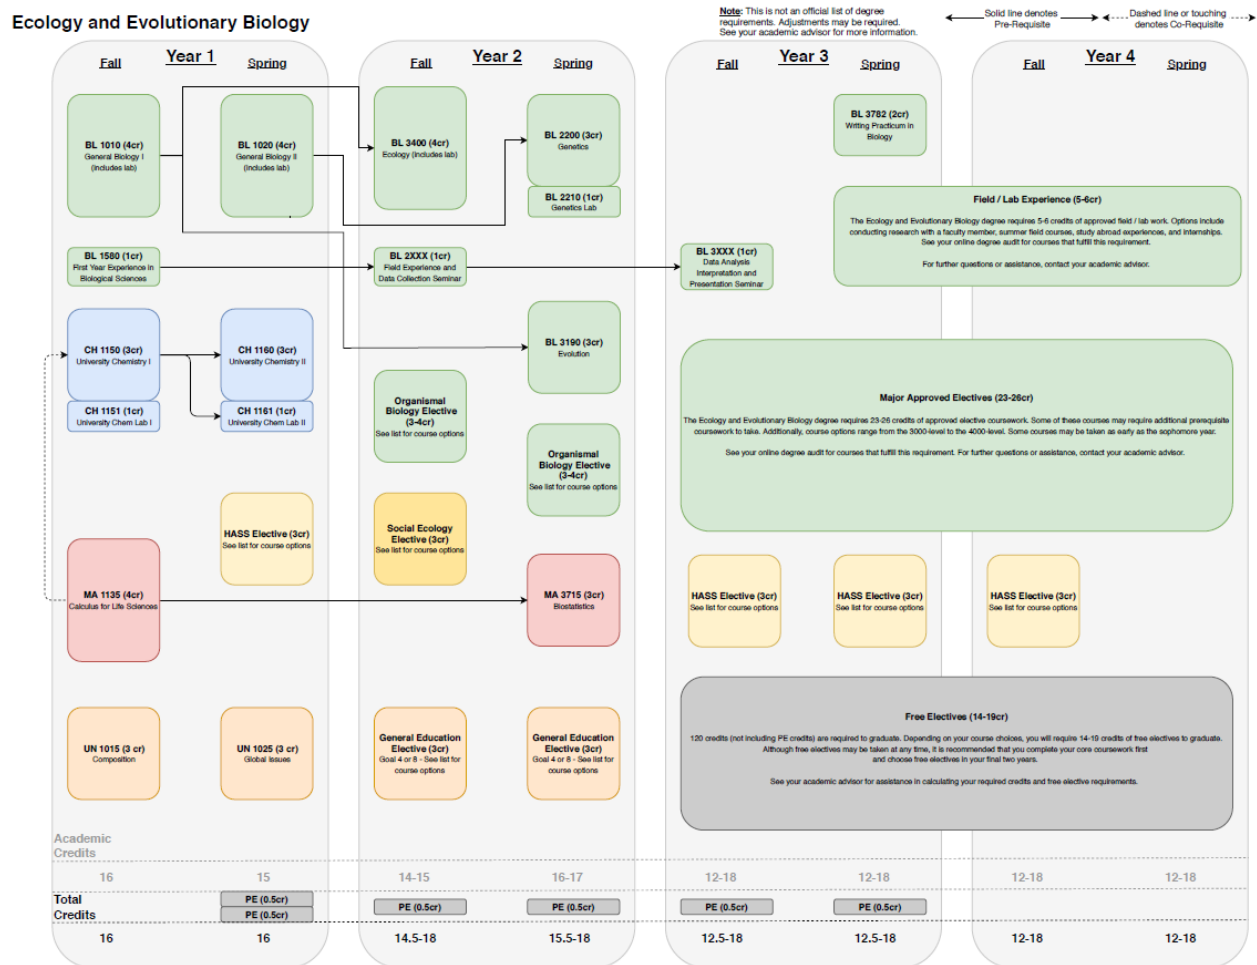 Ecology and Evolutionary Biology
Note: This is not an official list of degree
requirements. Adjustments may be required.
See your academic advisor for more information.
Solid line denotes
Pre-Requisite
Dashed line or touching
denotes Co-Requisite
Year 1
Fall
Spring
Year 2
Fall
Spring
Year 3
Fall
Spring
Year 4
Fall
Spring
BL 1010 (4cr)
General Biology I
(includes lab)
BL 1020 (4cr)
General Biology II
(includes lab)
BL 3400 (4cr)
Ecology (includes lab)
BL 2200 (3cr)
Genetics
BL 2210 (1cr)
Genetics Lab
BL 3782 (2cr)
Writing Practicum in
Biology
Field / Lab Experience (5-6cr)
The Ecology and Evolutionary Biology degree requires 5-6 credits of approved field / lab work. Options include
conducting research with a faculty member, summer field courses, study abroad experiences, and internships.
See your online degree audit for courses that fulfill this requirement.
For further questions or assistance, contact your academic advisor.
BL 1580 (1cr)
First Year Experience in
Biological Sciences
BL 2XXX (1cr)
Field Experience and
Data Collection Seminar
BL 3XXX (1cr)
Data Analysis
Interpretation and
Presentation Seminar
CH 1150 (3cr)
University Chemistry I
CH 1151 (1cr)
University Chem Lab I
CH 1160 (3cr)
University Chemistry II
CH 1161 (1cr)
University Chem Lab II
BL 3190 (3cr)
Evolution
Organismal
Biology Elective
(3-4cr)
See list for course options
Organismal
Biology Elective
(3-4cr)
See list for course options
Major Approved Electives (23-26cr)
The Ecology and Evolutionary Biology degree requires 23-26 credits of approved elective coursework. Some of these courses may require additional prerequisite
coursework to take. Additionally, course options range from the 3000-level to the 4000-level. Some courses may be taken as early as the sophomore year.
See your online degree audit for courses that fulfill this requirement. For further questions or assistance, contact your academic advisor.
HASS Elective (3cr)
See list for course options
Social Ecology
Elective (3cr)
See list for course options
MA 1135 (4cr)
Calculus for Life Sciences
MA 3715 (3cr)
Biostatistics
HASS Elective (3cr)
See list for course options
HASS Elective (3cr)
See list for course options
HASS Elective (3cr)
See list for course options
UN 1015 (3 cr)
Composition
UN 1025 (3 cr)
Global Issues
General Education
Elective (3cr)
Goal 4 or 8 - See list for
course options
General Education
Elective (3cr)
Goal 4 or 8 - See list for
course options
Free Electives (14-19cr)
120 credits (not including PE credits) are required to graduate. Depending on your course choices, you will require 14-19 credits of free electives to graduate.
Although free electives may be taken at any time, it is recommended that you complete your core coursework first
and choose free electives in your final two years.
See your academic advisor for assistance in calculating your required credits and free elective requirements.
Academic
Credits
16
15
14-15
16-17
12-18
12-18
12-18
12-18
Total
Credits
PE (0.5cr)
PE (0.5cr)
PE (0.5cr)
PE (0.5cr)
PE (0.5cr)
PE (0.5cr)
16
16
14.5-18
15.5-18
12.5-18
12.5-18
12-18
12-18